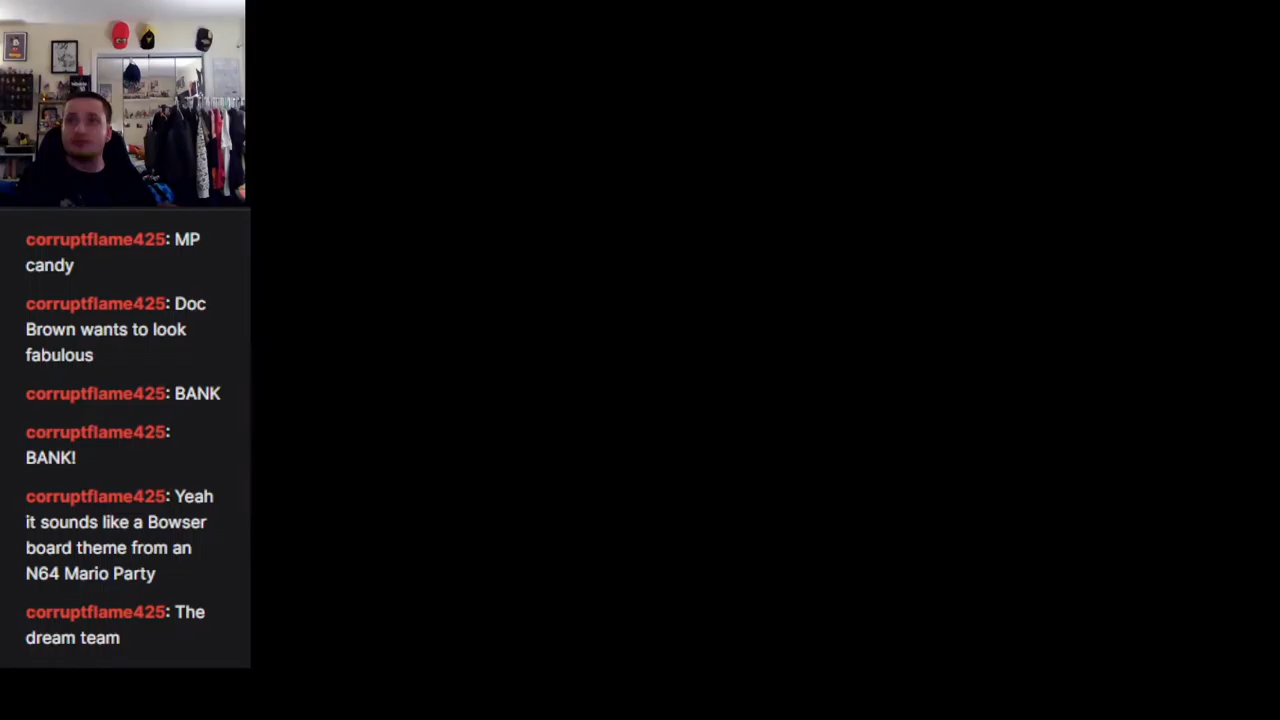 corruptflame425: MP
candy
corruptflame425: Doc
Brown wants to look
fabulous
corruptflame425: BANK
corruptflame425:
BANK!
corruptflame425: Yeah
it sounds like a Bowser
board theme from an
N64 Mario Party
corruptflame425: The
dream team